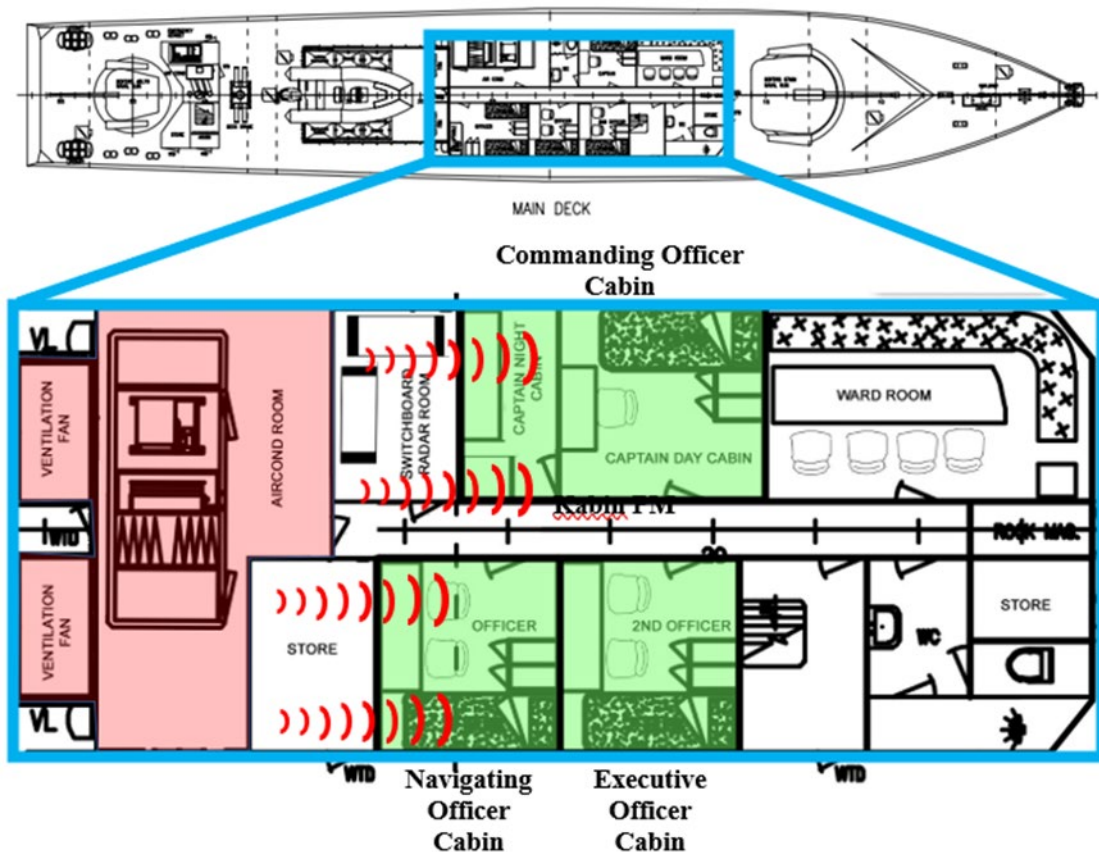 MAIN DECK
Commanding Officer
Cabin
VL
VENTILATION
FAN
AIRCOND ROOM
SWITCHBOARD
RADAR ROOM
CAPTAIN NIGHT
CABIN
CAPTAIN DAY CABIN
WARD ROOM
Kabin PM
WTD
ROCK MAG.
VENTILATION
FAN
STORE
OFFICER
2ND OFFICER
WC
STORE
VL
WTD
WTD
Navigating
Officer
Cabin
Executive
Officer
Cabin